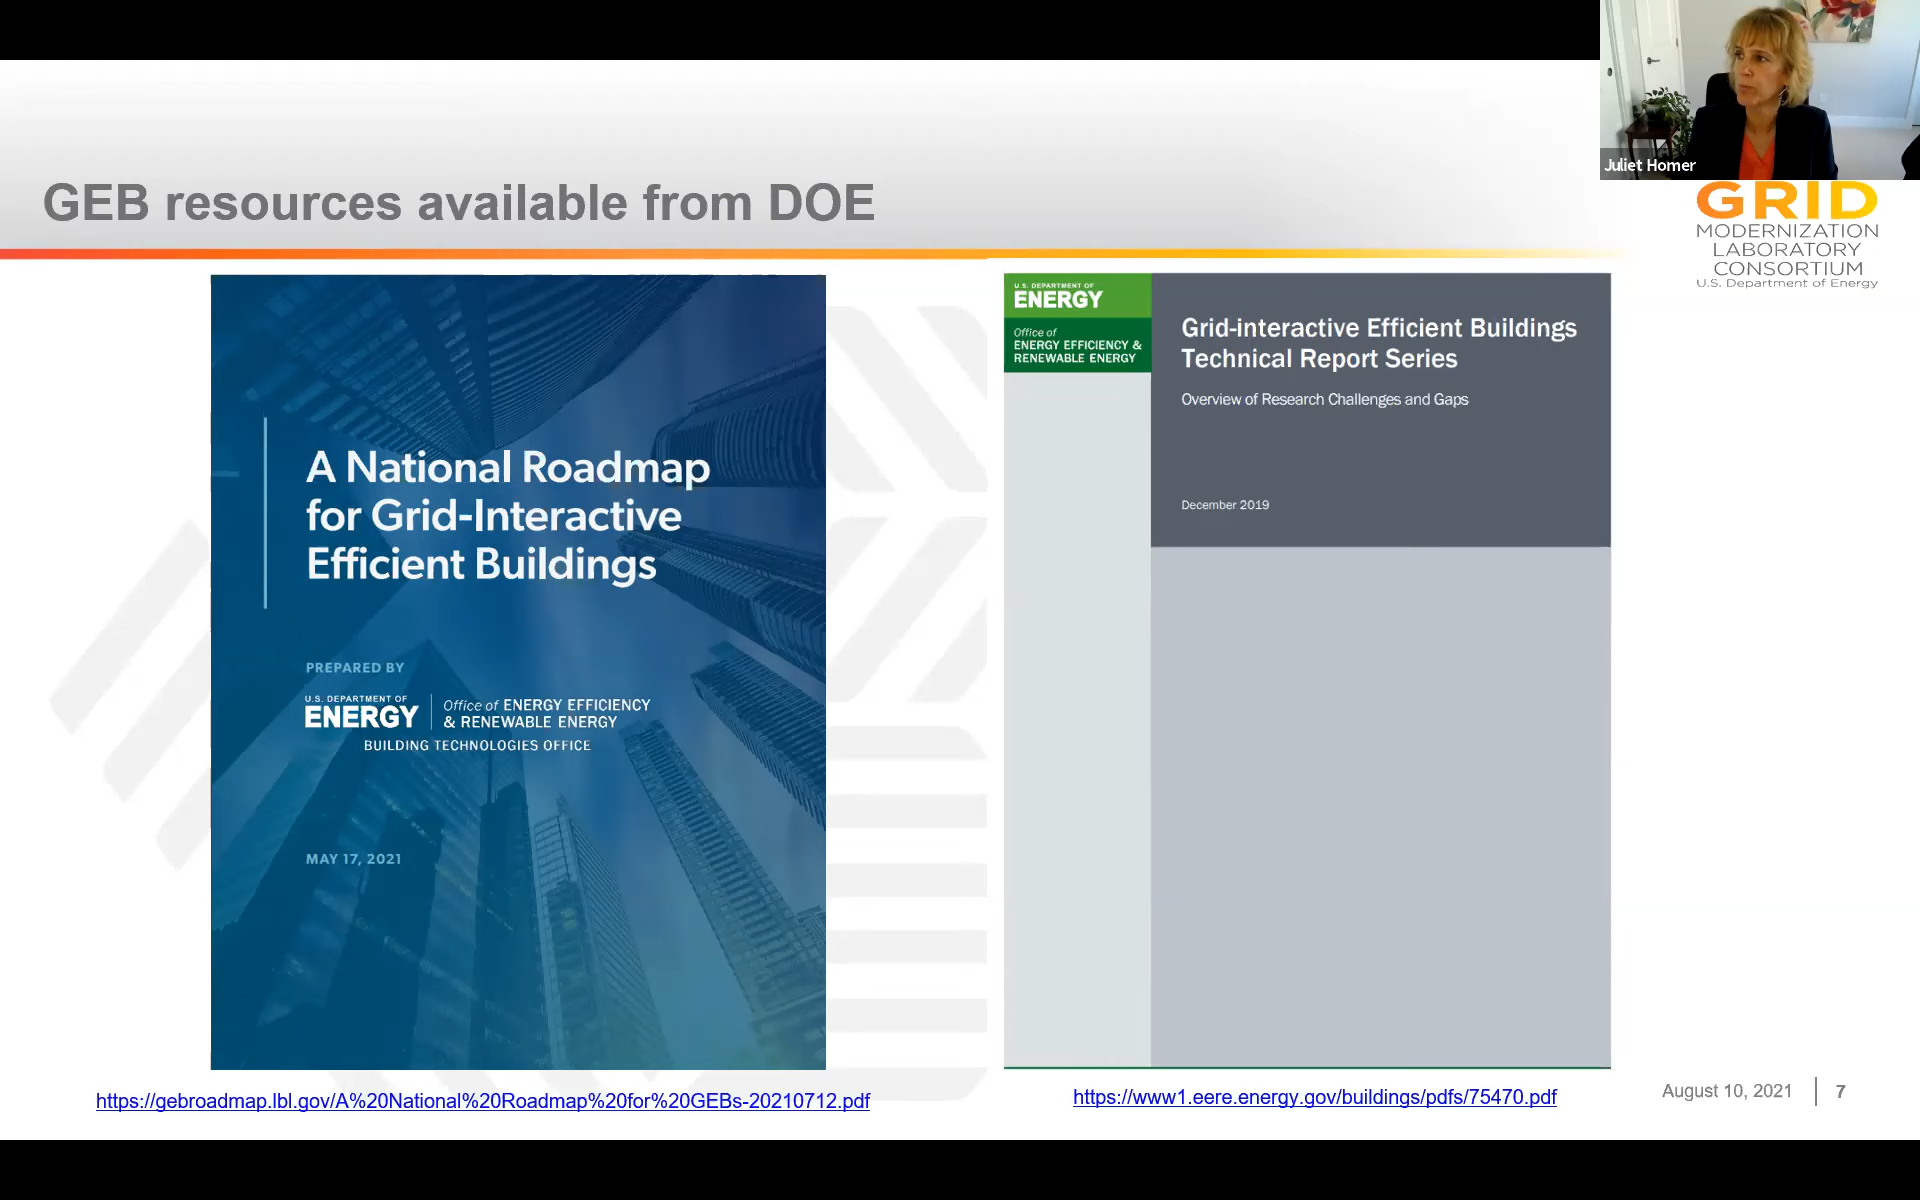 Juliet Homer
GEB resources available from DOE
GRID
MODERNIZATION
LABORATORY
CONSORTIUM
U.S. Department of Energy
A National Roadmap
for Grid-Interactive
Efficient Buildings
PREPARED BY
U.S. DEPARTMENT OF
ENERGY
Office of ENERGY EFFICIENCY
& RENEWABLE ENERGY
BUILDING TECHNOLOGIES OFFICE
MAY 17, 2021
U.S. DEPARTMENT OF
ENERGY
Office of
ENERGY EFFICIENCY &
RENEWABLE ENERGY
Grid-interactive Efficient Buildings
Technical Report Series
Overview of Research Challenges and Gaps
December 2019
https://gebroadmap.lbl.gov/A%20National%20Roadmap%20for%20GEBs-20210712.pdf
https://www1.eere.energy.gov/buildings/pdfs/75470.pdf
August 10, 2021 7